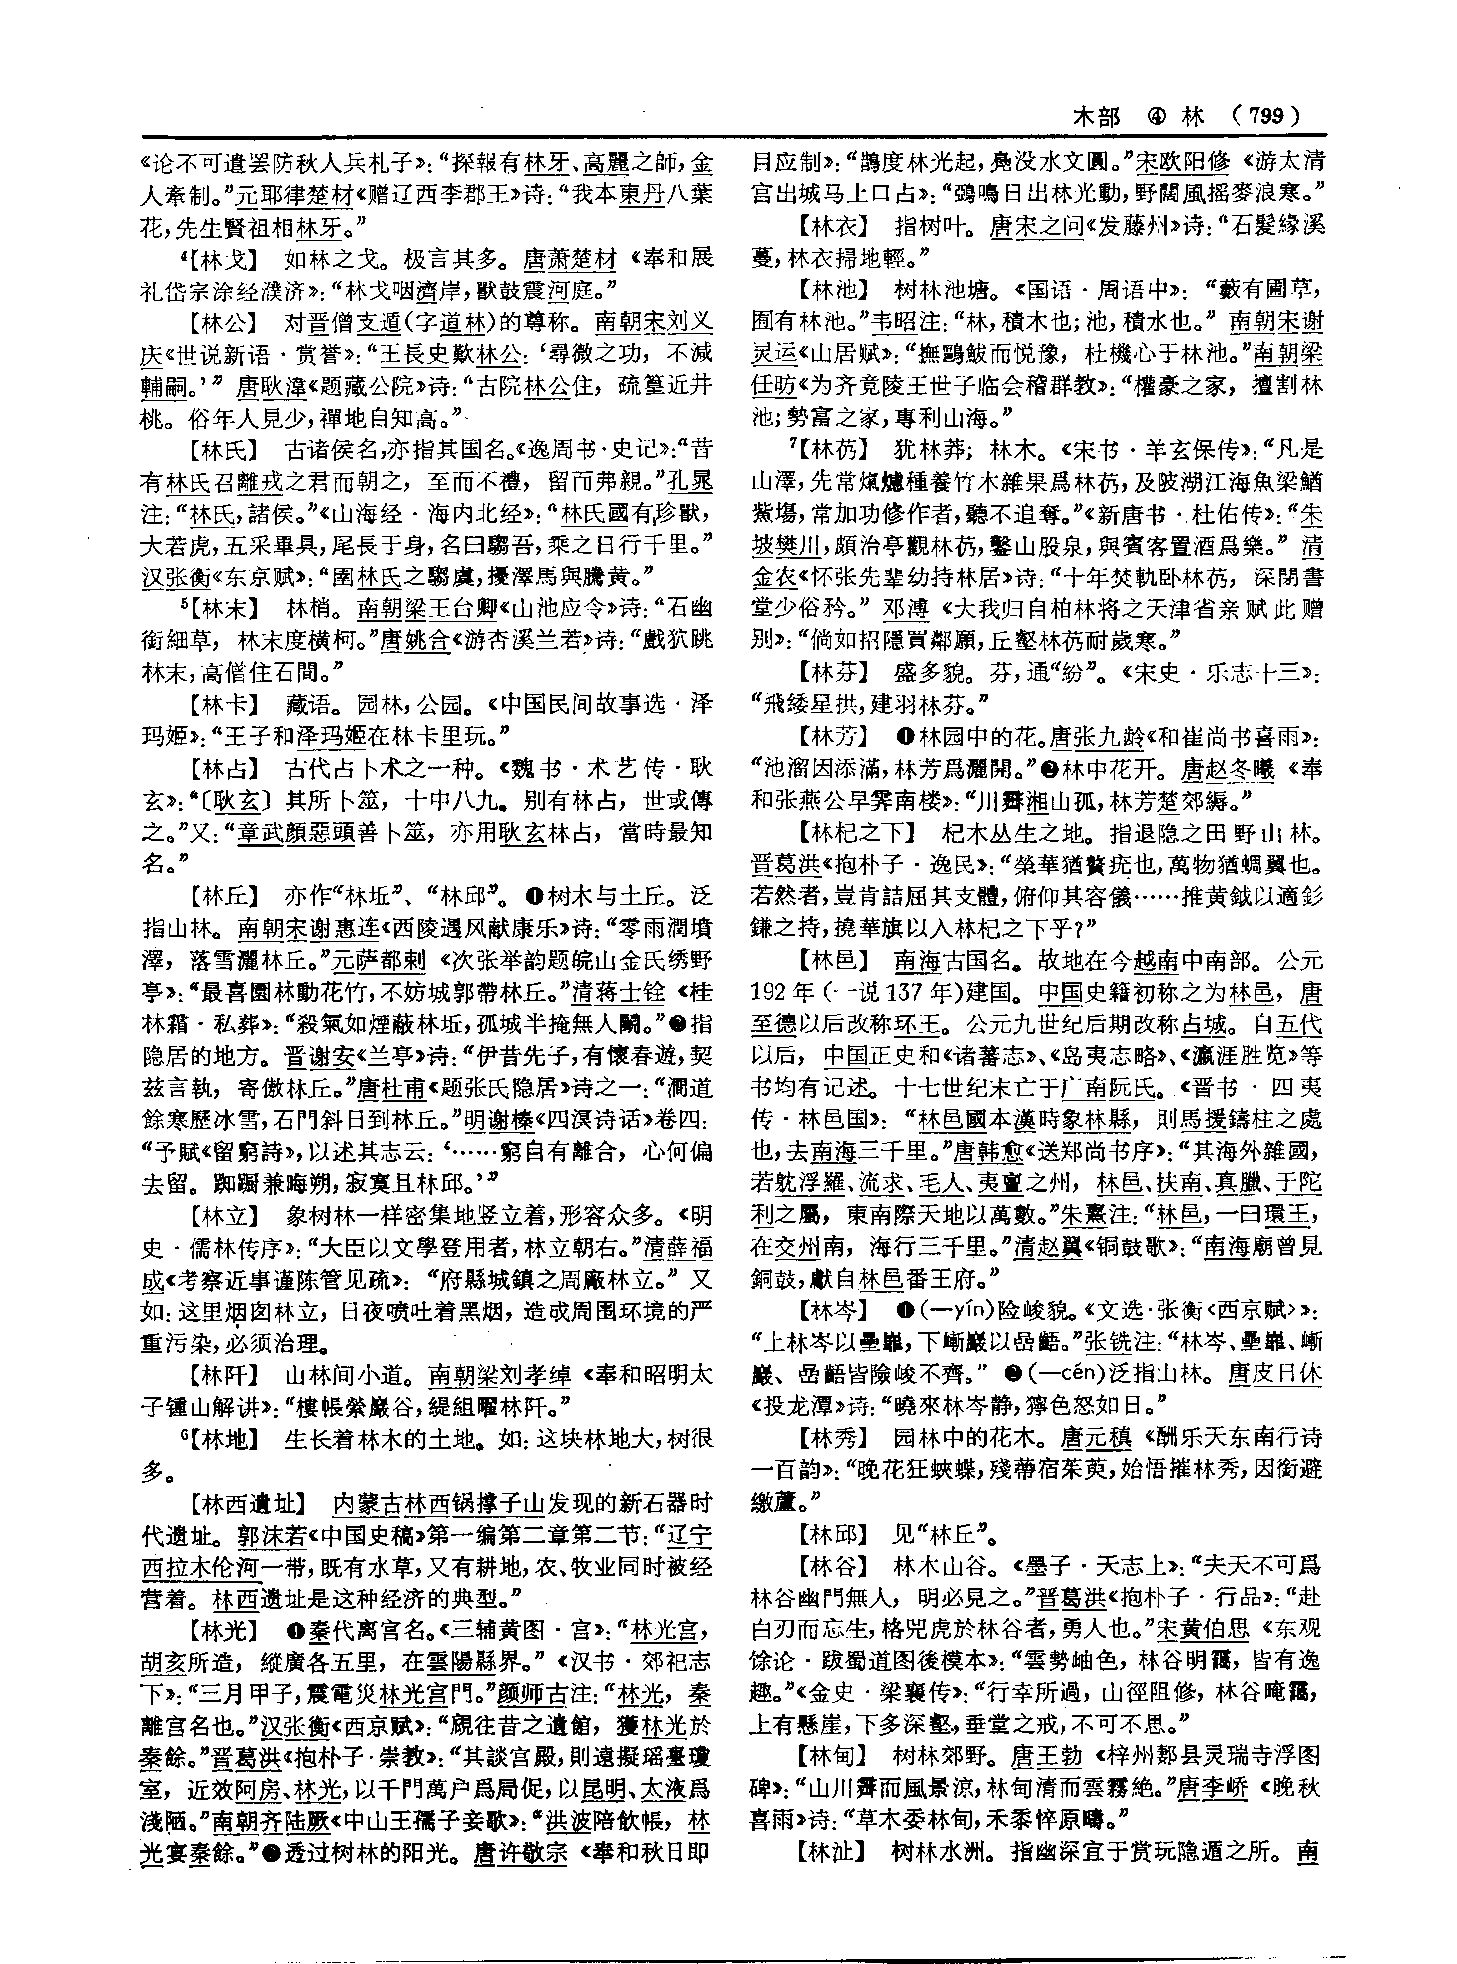 木部 ④ 林 (799)
《论不可遣罢防秋人兵札子》:“探報有林牙、高麗之師,金
人牽制。”元耶律楚材《赠辽西李郡王》诗:“我本東丹八葉
花,先生賢祖相林牙。”
⁴【林戈】 如林之戈。极言其多。唐萧楚材《奉和展
礼岱宗涂经濮济》:“林戈咽濟岸,獸鼓震河庭。”
【林公】 对晋僧支遁(字道林)的尊称。南朝宋刘义
庆《世说新语·赏誉》:“王長史歎林公:‘尋微之功,不減
輔嗣。’” 唐耿湋《题藏公院》诗:“古院林公住,疏篁近井
桃。俗年人見少,禪地自知高。”
【林氏】 古诸侯名,亦指其国名。《逸周书·史记》:“昔
有林氏召離戎之君而朝之,至而不禮,留而弗親。”孔晁
注:“林氏,諸侯。”《山海经·海内北经》:“林氏國有珍獸,
大若虎,五采畢具,尾長于身,名曰騶吾,乘之日行千里。”
汉张衡《东京赋》:“圉林氏之騶虞,擾澤馬與騰黄。”
⁵【林末】 林梢。南朝梁王台卿《山池应令》诗:“石幽
銜細草,林末度横柯。”唐姚合《游杏溪兰若》诗:“戲狖跳
林末,高僧住石間。”
【林卡】 藏语。园林,公园。《中国民间故事选·泽
玛姬》:“王子和泽玛姬在林卡里玩。”
【林占】 古代占卜术之一种。《魏书·术艺传·耿
玄》:“〔耿玄〕其所卜筮,十中八九。别有林占,世或傳
之。”又:“章武顏惡頭善卜筮,亦用耿玄林占,當時最知
名。”
【林丘】 亦作“林坵”、“林邱”。❶树木与土丘。泛
指山林。南朝宋谢惠连《西陵遇风献康乐》诗:“零雨潤墳
澤,落雪灑林丘。”元萨都剌《次张举韵题皖山金氏绣野
亭》:“最喜園林動花竹,不妨城郭帶林丘。”清蒋士铨《桂
林霜·私葬》:“殺氣如煙蔽林坵,孤城半掩無人鬭。”❷指
隐居的地方。晋谢安《兰亭》诗:“伊昔先子,有懷春遊,契
兹言執,寄傲林丘。”唐杜甫《题张氏隐居》诗之一:“澗道
餘寒歷冰雪,石門斜日到林丘。”明谢榛《四溟诗话》卷四:
“予賦《留窮詩》,以述其志云:‘……窮自有離合,心何偏
去留。踟蹰兼晦朔,寂寞且林邱。’”
【林立】 象树林一样密集地竖立着,形容众多。《明
史·儒林传序》:“大臣以文學登用者,林立朝右。”清薛福
成《考察近事谨陈管见疏》:“府縣城鎮之周廠林立。”又
如:这里烟囱林立,日夜喷吐着黑烟,造成周围环境的严
重污染,必须治理。
【林阡】 山林间小道。南朝梁刘孝绰《奉和昭明太
子锺山解讲》:“樓帳縈巖谷,緹組曜林阡。”
⁶【林地】 生长着林木的土地。如:这块林地大,树很
多。
【林西遺址】 内蒙古林西锅撑子山发现的新石器时
代遗址。郭沫若《中国史稿》第一编第二章第二节:“辽宁
西拉木伦河一带,既有水草,又有耕地,农、牧业同时被经
营着。林西遗址是这种经济的典型。”
【林光】 ❶秦代离宫名。《三辅黄图·宫》:“林光宫,
胡亥所造,縱廣各五里,在雲陽縣界。”《汉书·郊祀志
下》:“三月甲子,震電災林光宫門。”颜师古注:“林光,秦
離宫名也。”汉张衡《西京赋》:“覛往昔之遺館,獲林光於
秦餘。”晋葛洪《抱朴子·崇教》:“其談宫殿,則遠擬瑶臺瓊
室,近效阿房、林光,以千門萬户爲局促,以昆明、太液爲
淺陋。”南朝齐陆厥《中山王孺子妾歌》:“洪波陪飲帳,林
光宴秦餘。”❷透过树林的阳光。唐许敬宗《奉和秋日即
目应制》:“鵲度林光起,鳧没水文圓。”宋欧阳修《游太清
宫出城马上口占》:“鵶鳴日出林光動,野闊風摇麥浪寒。”
【林衣】 指树叶。唐宋之问《发藤州》诗:“石髪緣溪
蔓,林衣掃地輕。”
【林池】 树林池塘。《国语·周语中》:“藪有圃草,
囿有林池。”韦昭注:“林,積木也;池,積水也。”南朝宋谢
灵运《山居赋》:“撫鷗鮁而悦豫,杜機心于林池。”南朝梁
任昉《为齐竟陵王世子临会稽群教》:“權豪之家,擅割林
池;勢富之家,專利山海。”
⁷【林芿】 犹林莽;林木。《宋书·羊玄保传》:“凡是
山澤,先常熂爈種養竹木雜果爲林芿,及陂湖江海魚梁鰌
鮆場,常加功修作者,聽不追奪。”《新唐书·杜佑传》:“朱
坡樊川,頗治亭觀林芿,鑿山股泉,與賓客置酒爲樂。”清
金农《怀张先辈幼持林居》诗:“十年焚軌卧林芿,深閉書
堂少俗矜。”邓溥《大我归自柏林将之天津省亲赋此赠
别》:“倘如招隱買鄰願,丘壑林芿耐歲寒。”
【林芬】 盛多貌。芬,通“紛”。《宋史·乐志十三》:
“飛緌星拱,建羽林芬。”
【林芳】 ❶林园中的花。唐张九龄《和崔尚书喜雨》:
“池溜因添滿,林芳爲灑開。”❷林中花开。唐赵冬曦《奉
和张燕公早霁南楼》:“川霽湘山孤,林芳楚郊縟。”
【林杞之下】 杞木丛生之地。指退隐之田野山林。
晋葛洪《抱朴子·逸民》:“榮華猶贅疣也,萬物猶蜩翼也。
若然者,豈肯詰屈其支體,俯仰其容儀……推黄鉞以適釤
鎌之持,撓華旗以入林杞之下乎?”
【林邑】 南海古国名。故地在今越南中南部。公元
192年(一说137年)建国。中国史籍初称之为林邑,唐
至德以后改称环王。公元九世纪后期改称占城。自五代
以后,中国正史和《诸蕃志》、《岛夷志略》、《瀛涯胜览》等
书均有记述。十七世纪末亡于广南阮氏。《晋书·四夷
传·林邑国》:“林邑國本漢時象林縣,則馬援鑄柱之處
也,去南海三千里。”唐韩愈《送郑尚书序》:“其海外雜國,
若躭浮羅、流求、毛人、夷亶之州,林邑、扶南、真臘、于陀
利之屬,東南際天地以萬數。”朱熹注:“林邑,一曰環王,
在交州南,海行三千里。”清赵翼《铜鼓歌》:“南海廟曾見
銅鼓,獻自林邑番王府。”
【林岑】 ❶(—yín)险峻貌。《文选·张衡〈西京赋〉》:
“上林岑以壘嶵,下嶃巖以嵒齬。”张铣注:“林岑、壘嶵、嶃
巖、嵒齬皆險峻不齊。”❷(—cén)泛指山林。唐皮日休
《投龙潭》诗:“曉來林岑静,獰色怒如日。”
【林秀】 园林中的花木。唐元稹《酬乐天东南行诗
一百韵》:“晚花狂蛺蝶,殘蒂宿茱萸,始悟摧林秀,因銜避
繳蘆。”
【林邱】 见“林丘”。
【林谷】 林木山谷。《墨子·天志上》:“夫天不可爲
林谷幽門無人,明必見之。”晋葛洪《抱朴子·行品》:“赴
白刃而忘生,格兕虎於林谷者,勇人也。”宋黄伯思《东观
馀论·跋蜀道图後模本》:“雲勢岫色,林谷明靄,皆有逸
趣。”《金史·梁襄传》:“行幸所過,山徑阻修,林谷晻靄,
上有懸崖,下多深壑,垂堂之戒,不可不思。”
【林甸】 树林郊野。唐王勃《梓州郪县灵瑞寺浮图
碑》:“山川霽而風景涼,林甸清而雲霧絶。”唐李峤《晚秋
喜雨》诗:“草木委林甸,禾黍悴原疇。”
【林沚】 树林水洲。指幽深宜于赏玩隐遁之所。南